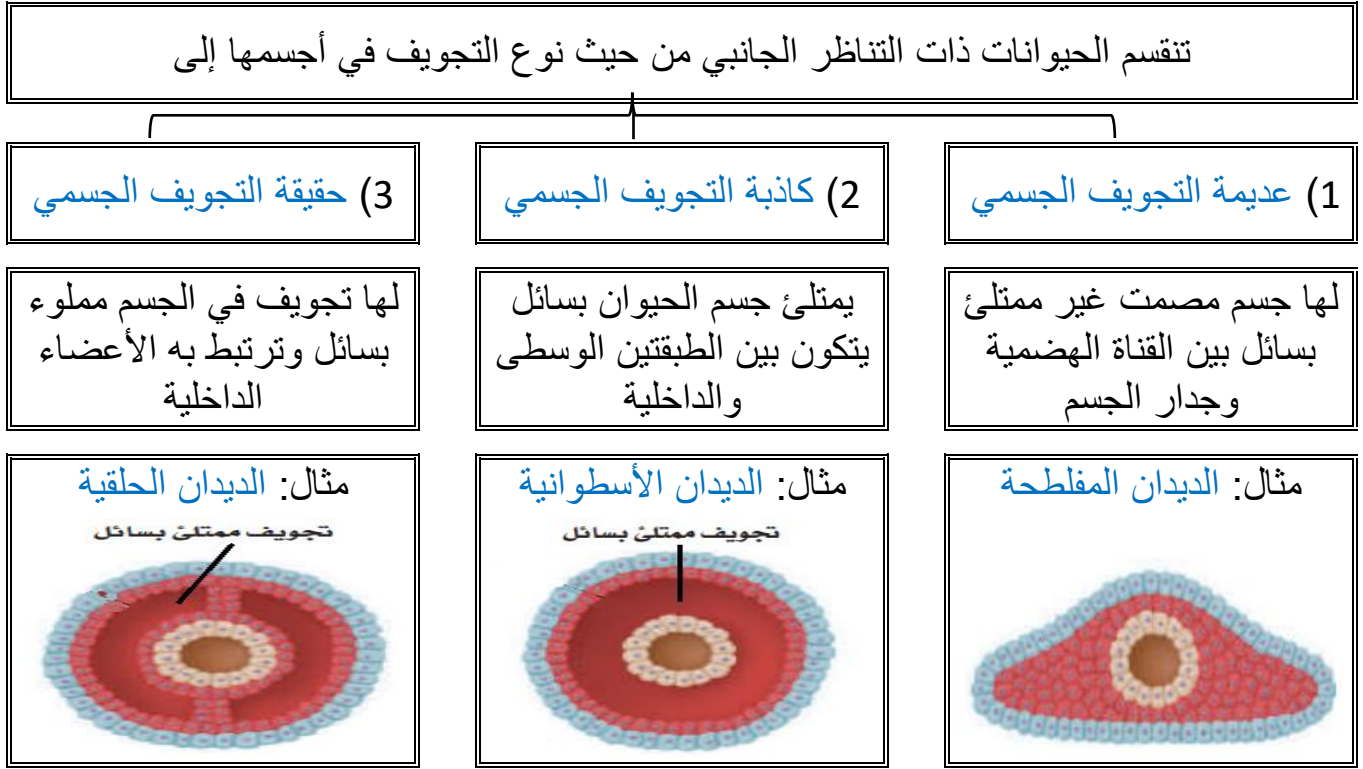 تنقسم الحيوانات ذات التناظر الجانبي من حيث نوع التجويف في أجسمها إلى
1) عديمة التجويف الجسمي
2) كاذبة التجويف الجسمي
3) حقيقة التجويف الجسمي
لها جسم مصمت غير ممتلئ
بسائل بين القناة الهضمية
وجدار الجسم
يمتلئ جسم الحيوان بسائل
يتكون بين الطبقتين الوسطى
والداخلية
لها تجويف في الجسم مملوء
بسائل وترتبط به الأعضاء
الداخلية
مثال: الديدان المفلطحة
مثال: الديدان الأسطوانية
تجويف ممتلئ بسائل
مثال: الديدان الحلقية
تجويف ممتلئ بسائل